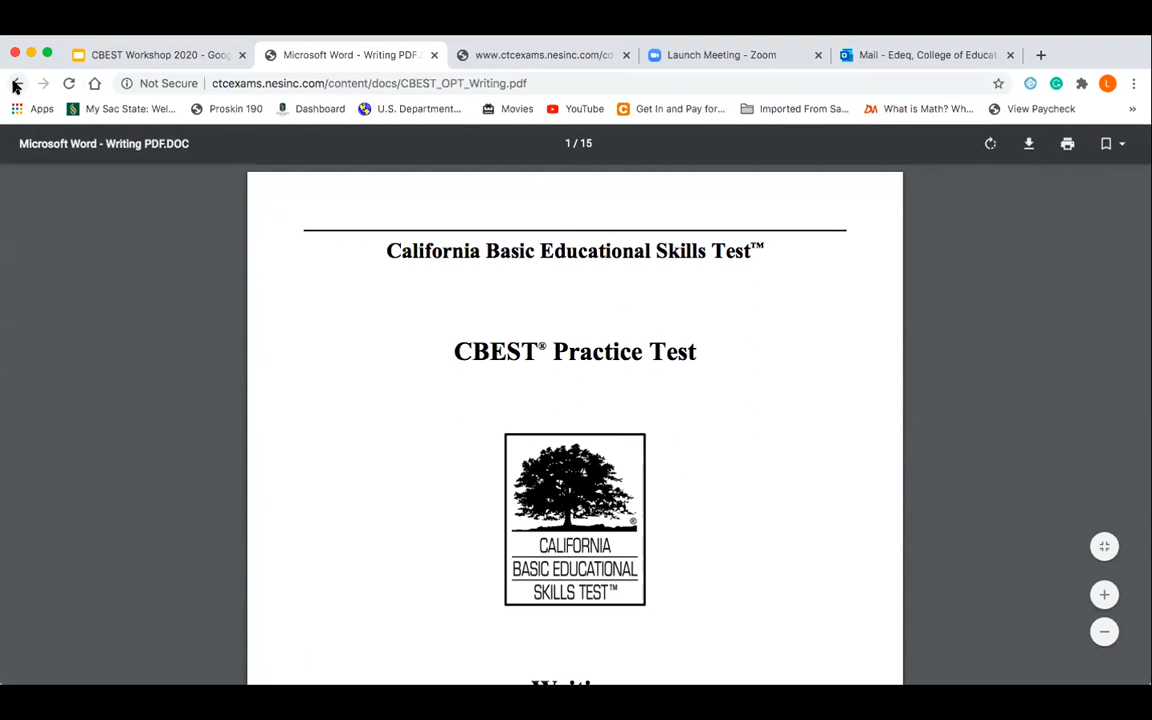 CBEST Workshop 2020 - Goog
Microsoft Word - Writing PDF.
www.ctcexams.nesinc.com/co
Launch Meeting - Zoom
Mail - Edeq, College of Educat
Not Secure
ctcexams.nesinc.com/content/docs/CBEST_OPT_Writing.pdf
L
Apps
My Sac State: Wel...
Proskin 190
Dashboard
U.S. Department...
Movies
YouTube
Get In and Pay for...
Imported From Sa...
What is Math? Wh...
View Paycheck
»
Microsoft Word - Writing PDF.DOC
1 / 15
California Basic Educational Skills Test™
CBEST® Practice Test
®
CALIFORNIA
BASIC EDUCATIONAL
SKILLS TEST™